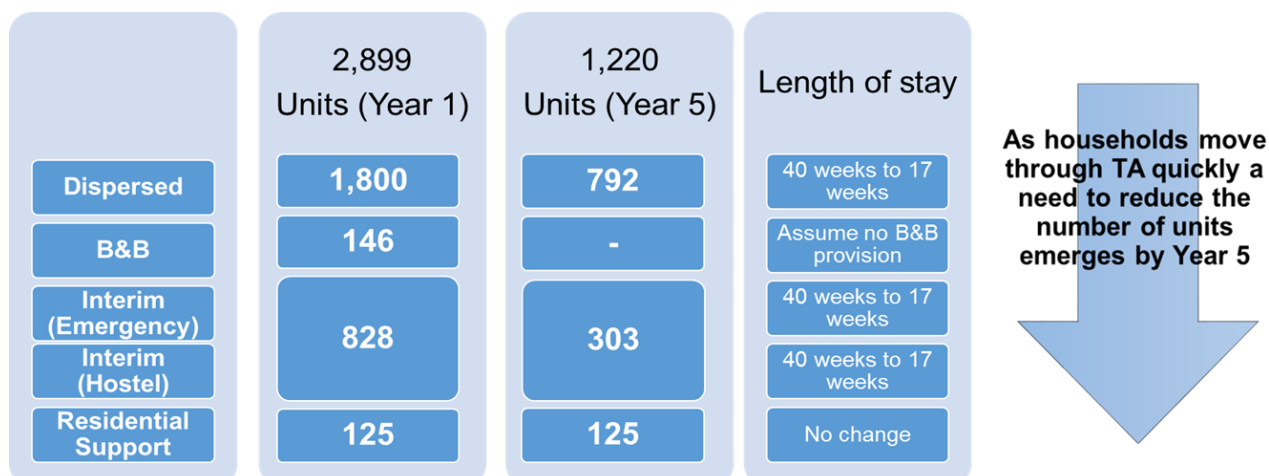 2,899
Units (Year 1)
1,220
Units (Year 5)
Length of stay
Dispersed
1,800
792
40 weeks to 17
weeks
B&B
146
-
Assume no B&B
provision
Interim
(Emergency)
Interim
(Hostel)
828
303
40 weeks to 17
weeks
40 weeks to 17
weeks
Residential
Support
125
125
No change
As households move
through TA quickly a
need to reduce the
number of units
emerges by Year 5